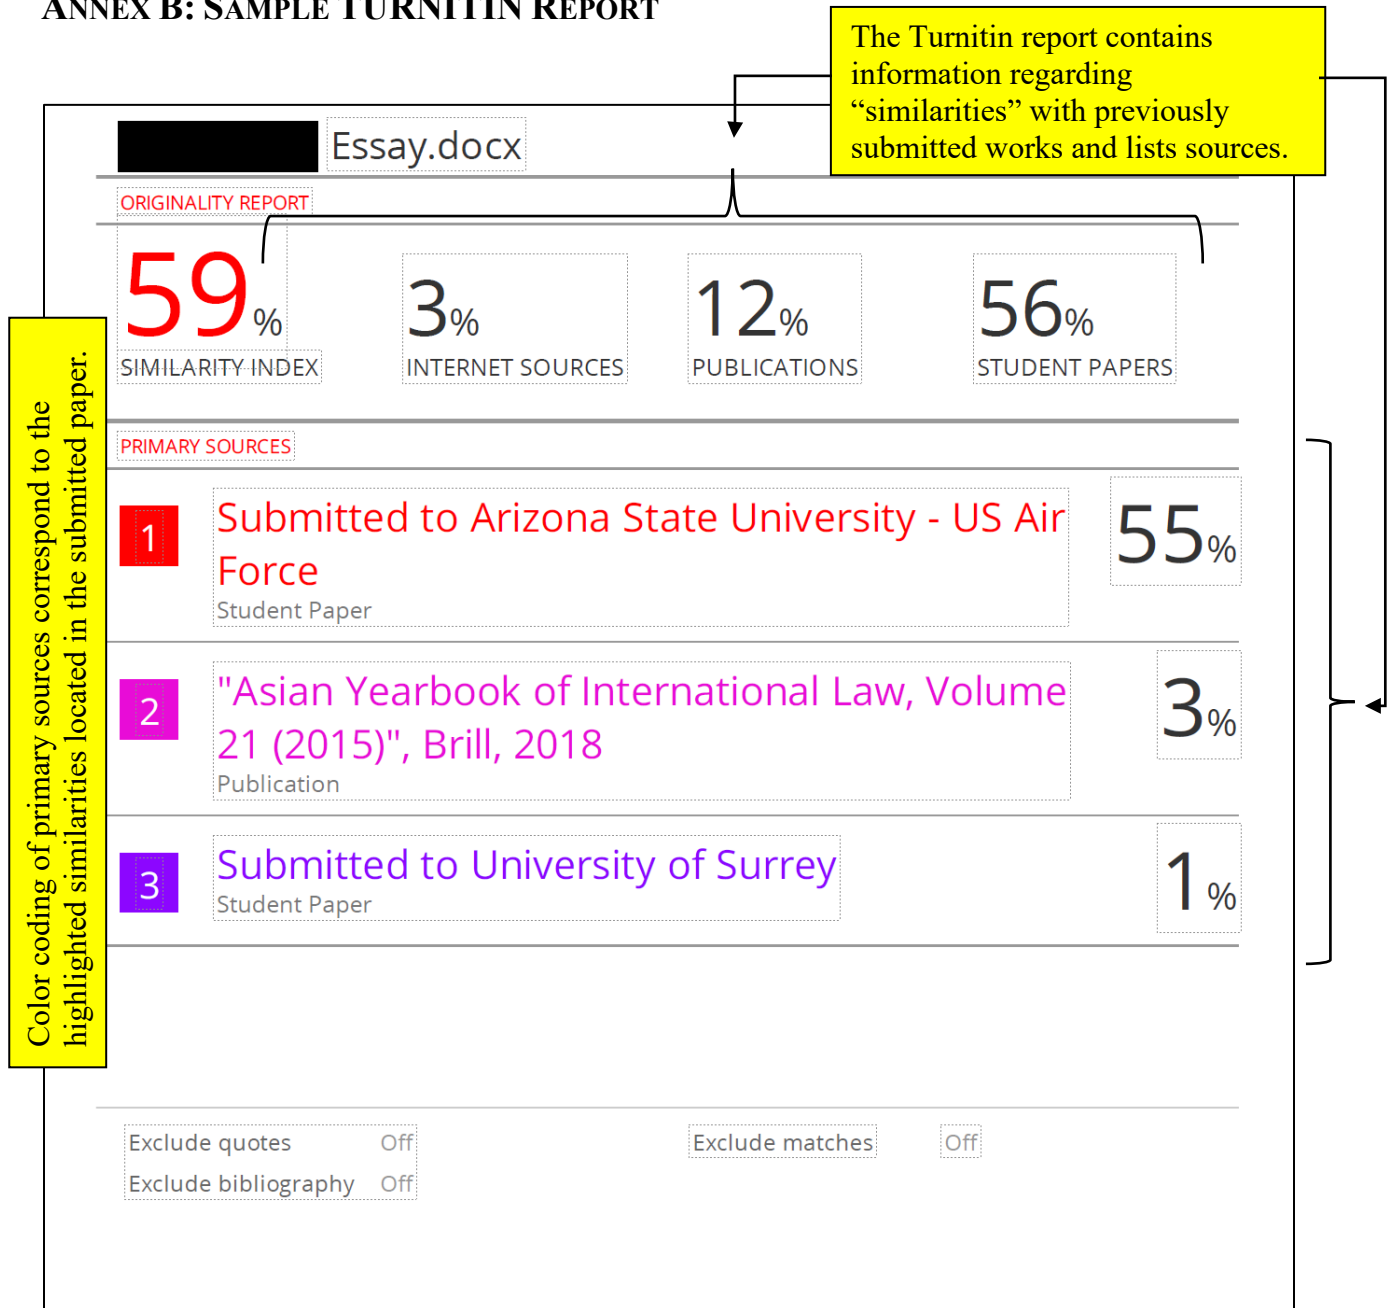 ANNEX B: SAMPLE TURNITIN REPORT
The Turnitin report contains
information regarding
“similarities” with previously
submitted works and lists sources.
Essay.docx
ORIGINALITY REPORT
59%
SIMILARITY INDEX
3%
INTERNET SOURCES
12%
PUBLICATIONS
56%
STUDENT PAPERS
Color coding of primary sources correspond to the
highlighted similarities located in the submitted paper.
PRIMARY SOURCES
1
Submitted to Arizona State University - US Air
Force
Student Paper
55%
2
"Asian Yearbook of International Law, Volume
21 (2015)", Brill, 2018
Publication
3%
3
Submitted to University of Surrey
Student Paper
1%
Exclude quotes Off
Exclude bibliography Off
Exclude matches Off